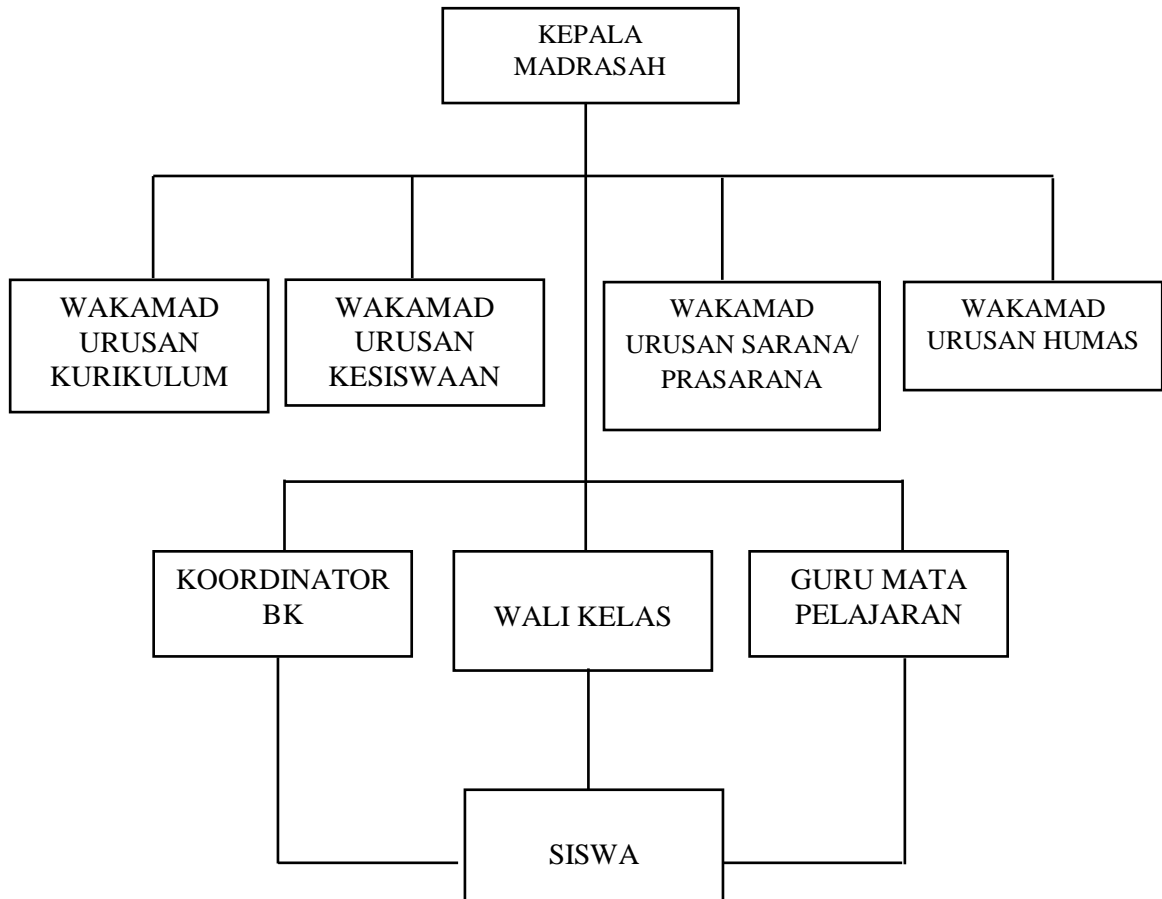 KEPALA
MADRASAH
WAKAMAD
URUSAN
KURIKULUM
WAKAMAD
URUSAN
KESISWAAN
WAKAMAD
URUSAN SARANA/
PRASARANA
WAKAMAD
URUSAN HUMAS
KOORDINATOR
BK
WALI KELAS
GURU MATA
PELAJARAN
SISWA